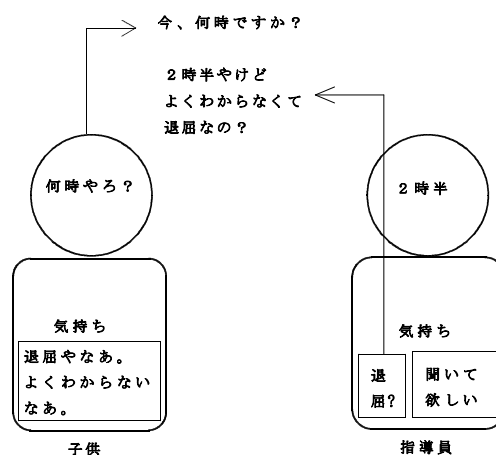 今、何時ですか？
２時半やけど
よくわからなくて
退屈なの？
何時やろ？
２時半
気持ち
退屈やなあ。
よくわからない
なあ。
気持ち
退
屈?
聞いて
欲しい
子供
指導員